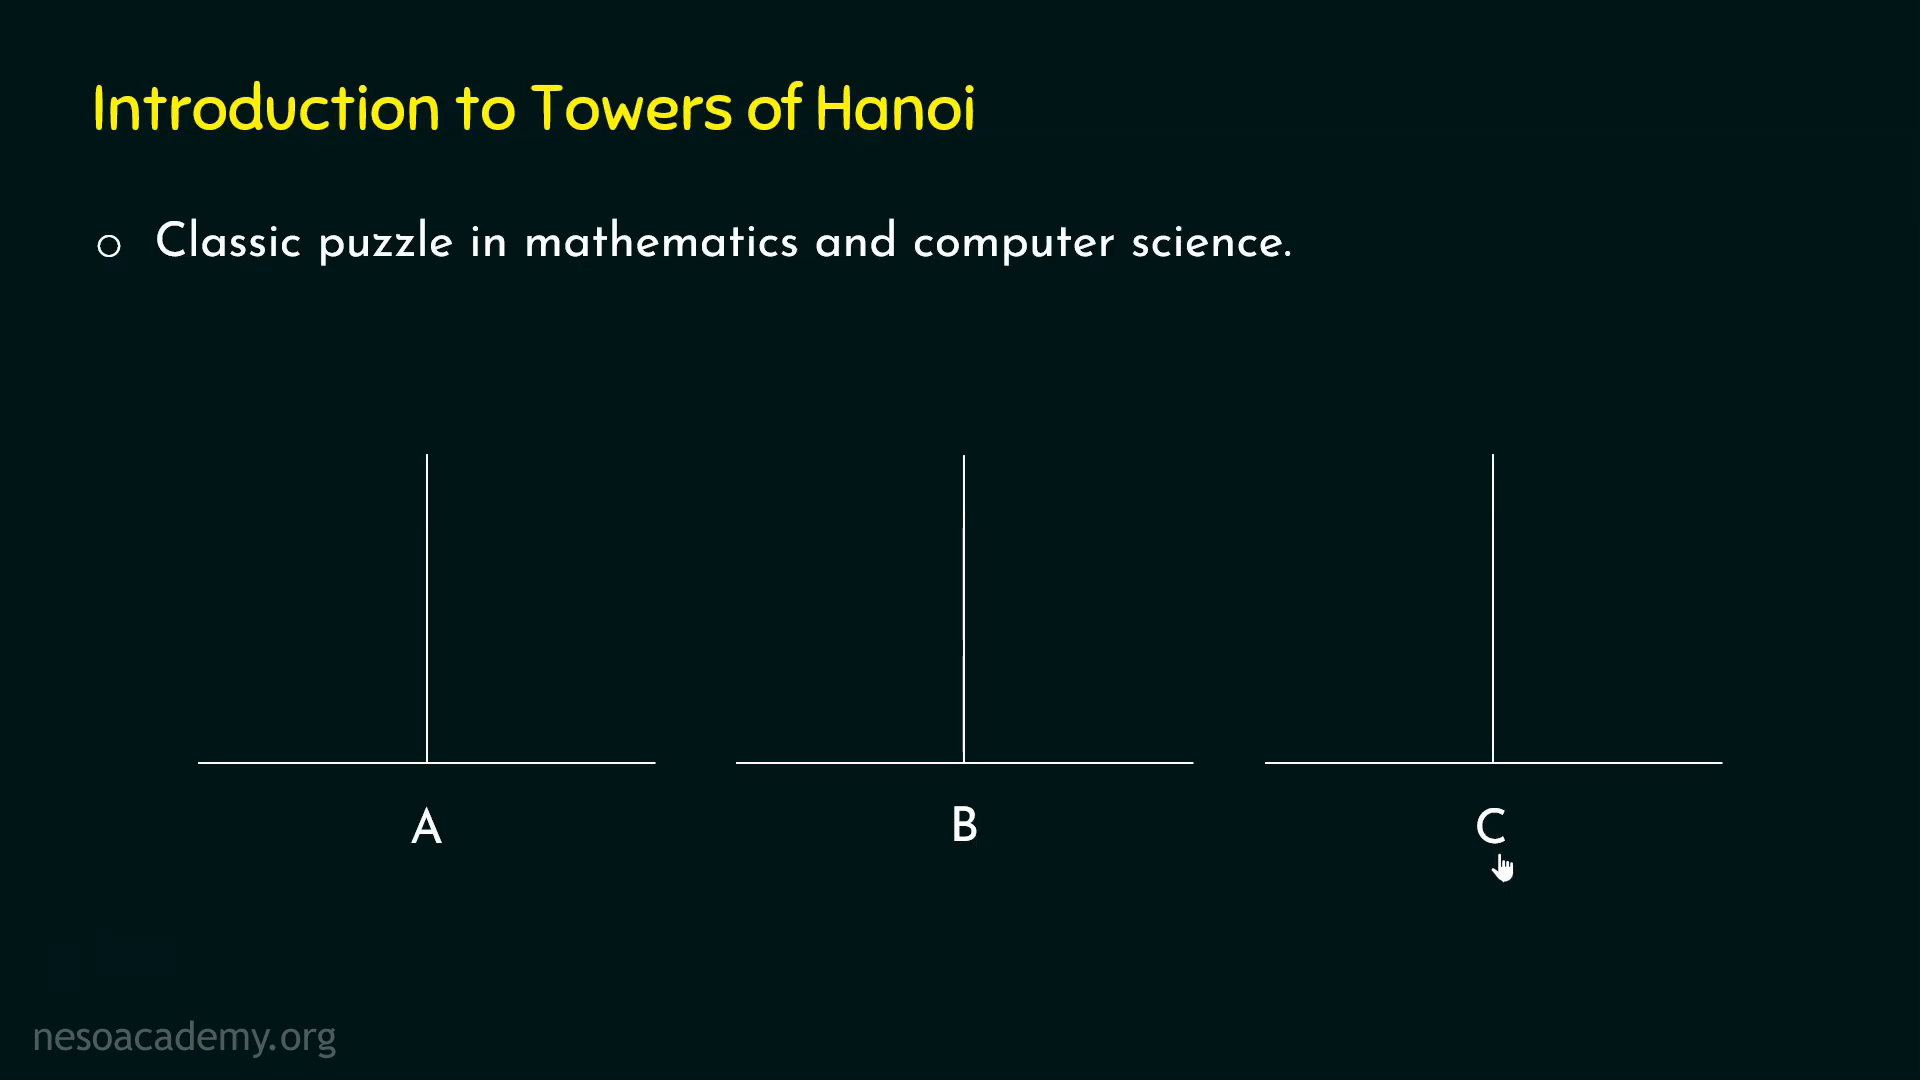 Introduction to Towers of Hanoi
Classic puzzle in mathematics and computer science.
A B C
nesoacademy.org